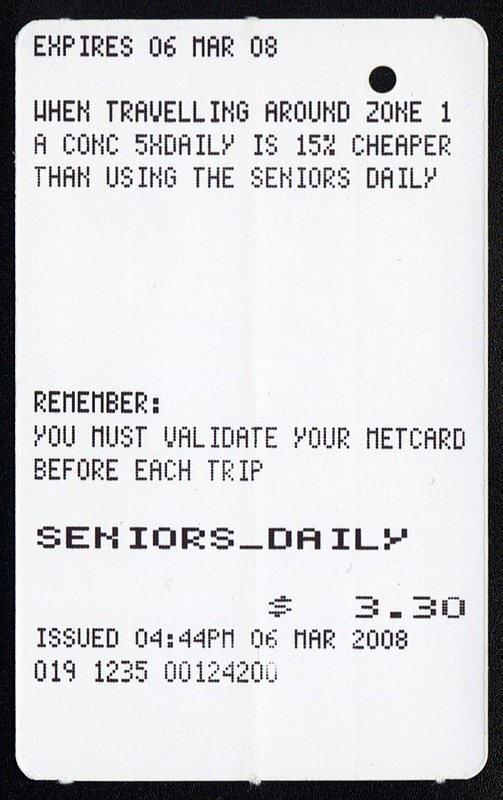 EXPIRES 06 MAR 08
WHEN TRAVELLING AROUND ZONE 1
A CONC 5XDAILY IS 15% CHEAPER
THAN USING THE SENIORS DAILY
REMEMBER:
YOU MUST VALIDATE YOUR METCARD
BEFORE EACH TRIP
SENIORS_DAILY
$ 3.30
ISSUED 04:44PM 06 MAR 2008
019 1235 00124200